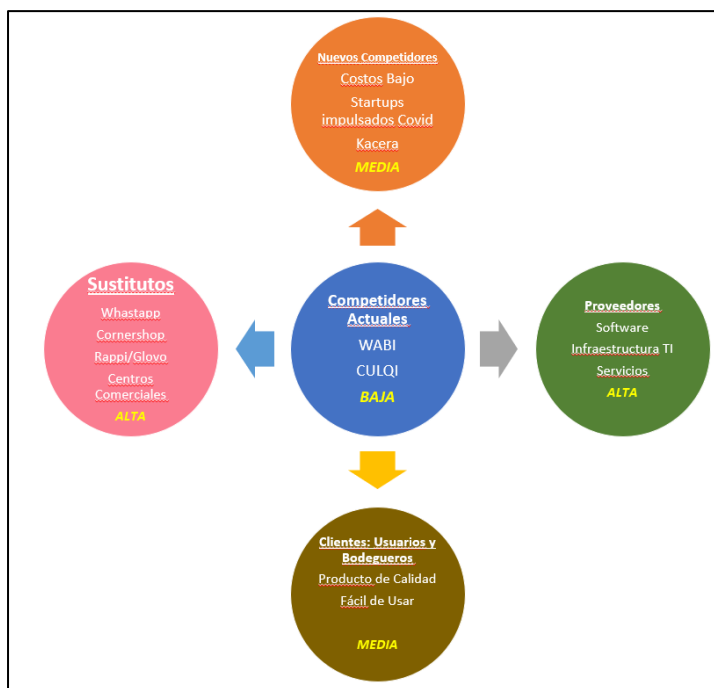 Nuevos Competidores
Costos Bajo
Startups
impulsados Covid
Kacera
MEDIA
Sustitutos
Whastapp
Cornershop
Rappi/Glovo
Centros
Comerciales
ALTA
Competidores
Actuales
WABI
CULQI
BAJA
Proveedores
Software
Infraestructura TI
Servicios
ALTA
Clientes: Usuarios y
Bodegueros
Producto de Calidad
Fácil de Usar
MEDIA